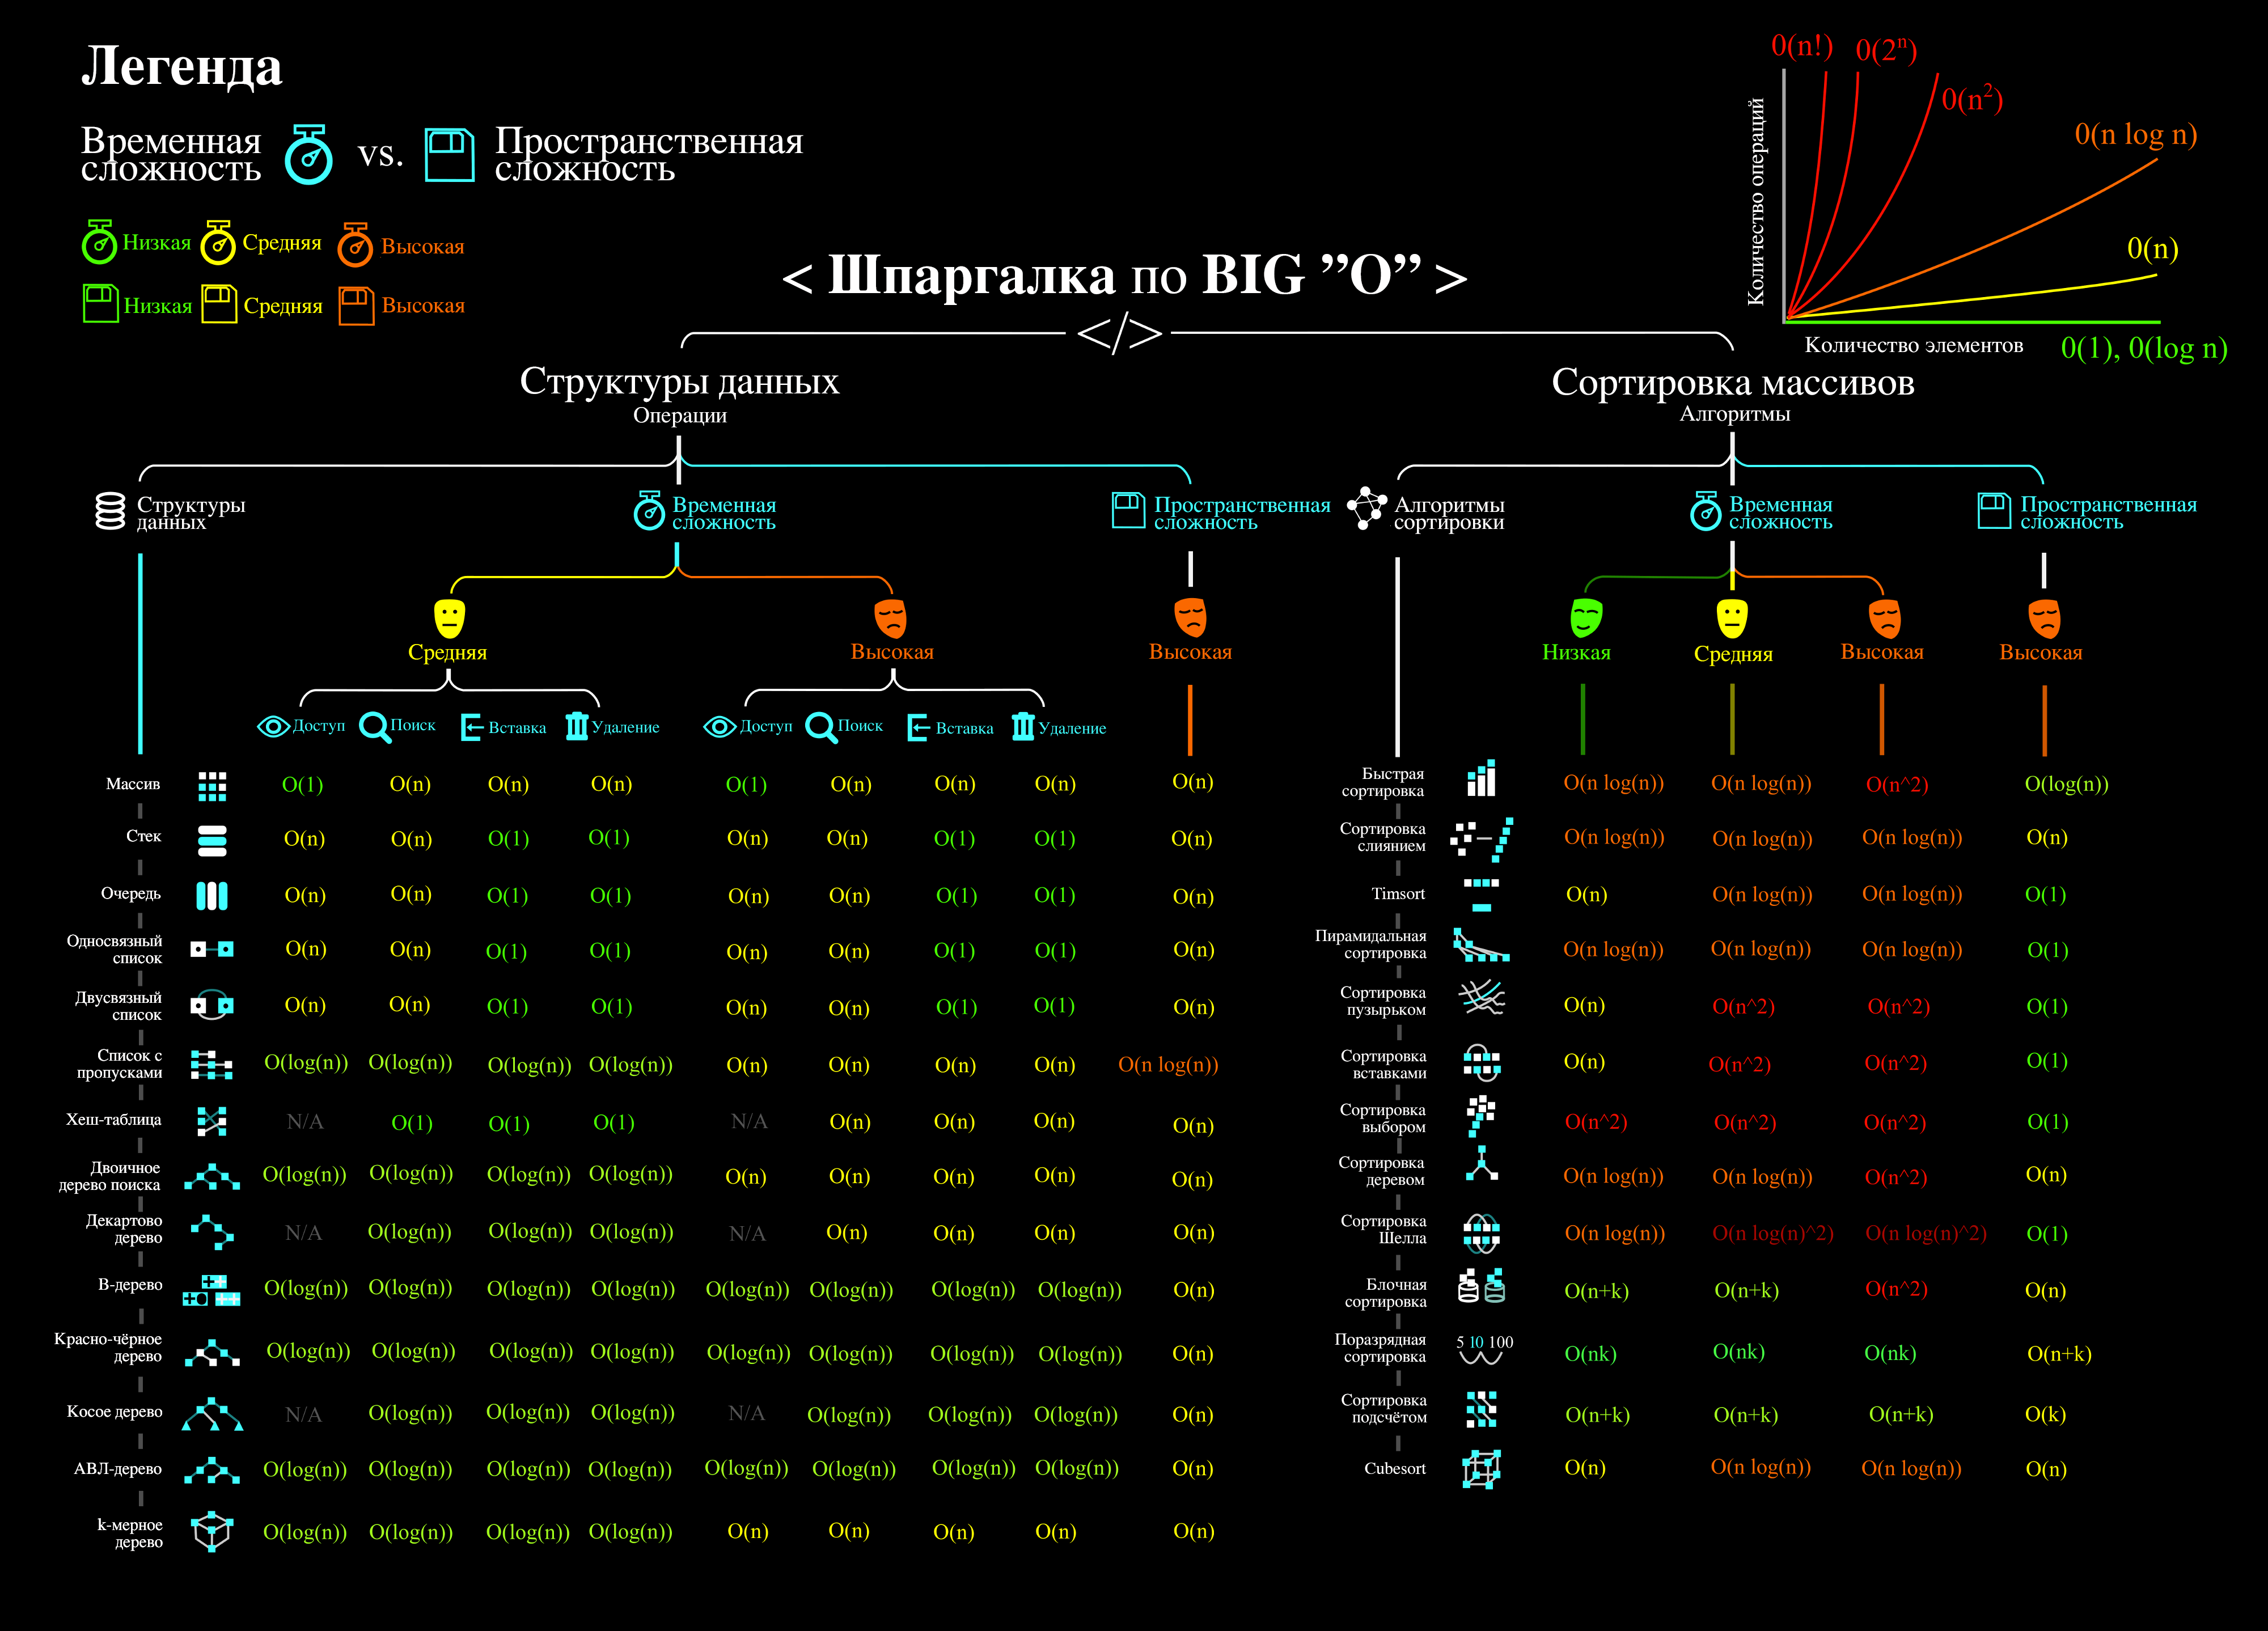 Легенда
Временная
сложность
vs.
Пространственная
сложность
Низкая Средняя Высокая
Низкая Средняя Высокая
0(n!) 0(2ⁿ)
0(n²)
0(n log n)
0(n)
0(1), 0(log n)
Количество операций
Количество элементов
< Шпаргалка по BIG ”O” >
</>
Структуры данных
Операции
Сортировка массивов
Алгоритмы
Структуры
данных
Временная
сложность
Пространственная
сложность
Алгоритмы
сортировки
Временная
сложность
Пространственная
сложность
Средняя Высокая Высокая
Низкая Средняя Высокая Высокая
Доступ Поиск Вставка Удаление Доступ Поиск Вставка Удаление
Массив O(1) O(n) O(n) O(n) O(1) O(n) O(n) O(n) O(n)
Стек O(n) O(n) O(1) O(1) O(n) O(n) O(1) O(1) O(n)
Очередь O(n) O(n) O(1) O(1) O(n) O(n) O(1) O(1) O(n)
Односвязный
список O(n) O(n) O(1) O(1) O(n) O(n) O(1) O(1) O(n)
Двусвязный
список O(n) O(n) O(1) O(1) O(n) O(n) O(1) O(1) O(n)
Список с
пропусками O(log(n)) O(log(n)) O(log(n)) O(log(n)) O(n) O(n) O(n) O(n) O(n log(n))
Хеш-таблица N/A O(1) O(1) O(1) N/A O(n) O(n) O(n) O(n)
Двоичное
дерево поиска O(log(n)) O(log(n)) O(log(n)) O(log(n)) O(n) O(n) O(n) O(n) O(n)
Декартово
дерево N/A O(log(n)) O(log(n)) O(log(n)) N/A O(n) O(n) O(n) O(n)
В-дерево O(log(n)) O(log(n)) O(log(n)) O(log(n)) O(log(n)) O(log(n)) O(log(n)) O(log(n)) O(n)
Красно-чёрное
дерево O(log(n)) O(log(n)) O(log(n)) O(log(n)) O(log(n)) O(log(n)) O(log(n)) O(log(n)) O(n)
Косое дерево N/A O(log(n)) O(log(n)) O(log(n)) N/A O(log(n)) O(log(n)) O(log(n)) O(n)
АВЛ-дерево O(log(n)) O(log(n)) O(log(n)) O(log(n)) O(log(n)) O(log(n)) O(log(n)) O(log(n)) O(n)
k-мерное
дерево O(log(n)) O(log(n)) O(log(n)) O(log(n)) O(n) O(n) O(n) O(n) O(n)
Быстрая
сортировка O(n log(n)) O(n log(n)) O(n^2) O(log(n))
Сортировка
слиянием O(n log(n)) O(n log(n)) O(n log(n)) O(n)
Timsort O(n) O(n log(n)) O(n log(n)) O(1)
Пирамидальная
сортировка O(n log(n)) O(n log(n)) O(n log(n)) O(1)
Сортировка
пузырьком O(n) O(n^2) O(n^2) O(1)
Сортировка
вставками O(n) O(n^2) O(n^2) O(1)
Сортировка
выбором O(n^2) O(n^2) O(n^2) O(1)
Сортировка
деревом O(n log(n)) O(n log(n)) O(n^2) O(n)
Сортировка
Шелла O(n log(n)) O(n log(n)^2) O(n log(n)^2) O(1)
Блочная
сортировка O(n+k) O(n+k) O(n^2) O(n)
Поразрядная
сортировка 5 10 100 O(nk) O(nk) O(nk) O(n+k)
Сортировка
подсчётом O(n+k) O(n+k) O(n+k) O(k)
Cubesort O(n) O(n log(n)) O(n log(n)) O(n)